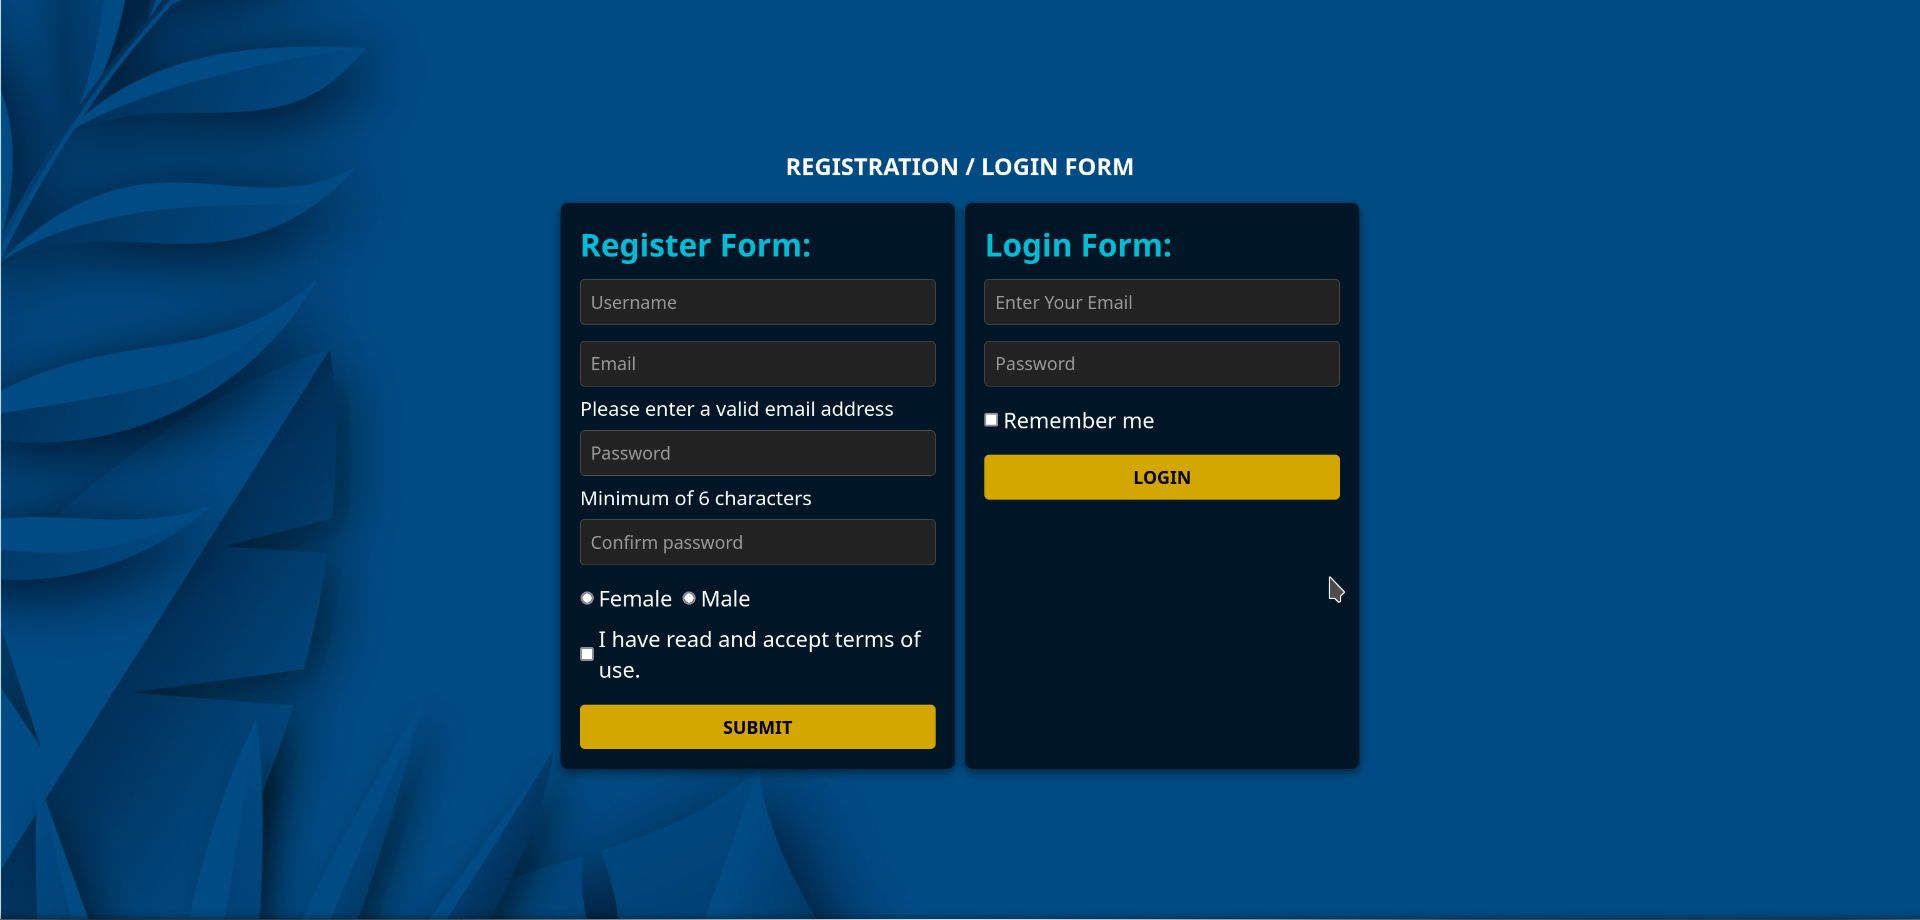 REGISTRATION / LOGIN FORM
Register Form:
Username
Email
Please enter a valid email address
Password
Minimum of 6 characters
Confirm password
Female Male
I have read and accept terms of
use.
SUBMIT
Login Form:
Enter Your Email
Password
Remember me
LOGIN